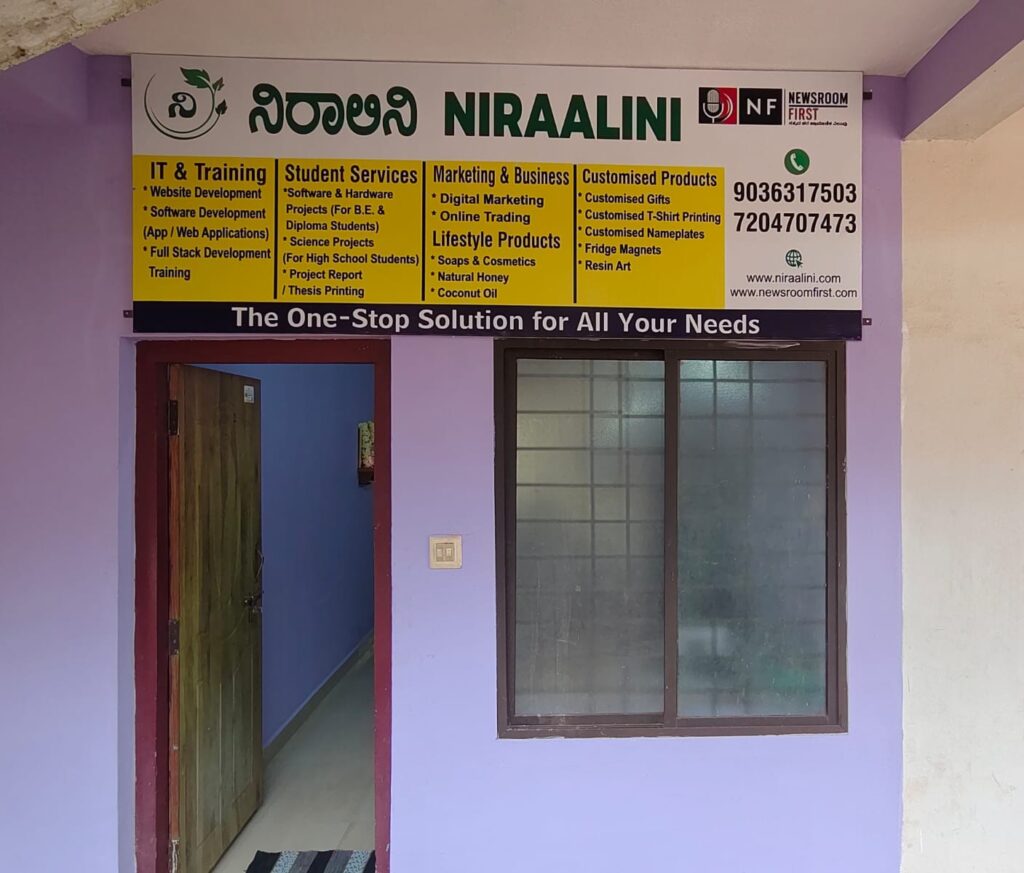 ನಿ
ನಿರಾಲಿನಿ NIRAALINI
NF
NEWSROOM
FIRST
IT & Training
* Website Development
* Software Development
(App / Web Applications)
* Full Stack Development
Training
Student Services
*Software & Hardware
Projects (For B.E. &
Diploma Students)
* Science Projects
(For High School Students)
* Project Report
/ Thesis Printing
Marketing & Business
* Digital Marketing
* Online Trading
Lifestyle Products
* Soaps & Cosmetics
* Natural Honey
* Coconut Oil
Customised Products
* Customised Gifts
* Customised T-Shirt Printing
* Customised Nameplates
* Fridge Magnets
* Resin Art
9036317503
7204707473
www.niraalini.com
www.newsroomfirst.com
The One-Stop Solution for All Your Needs